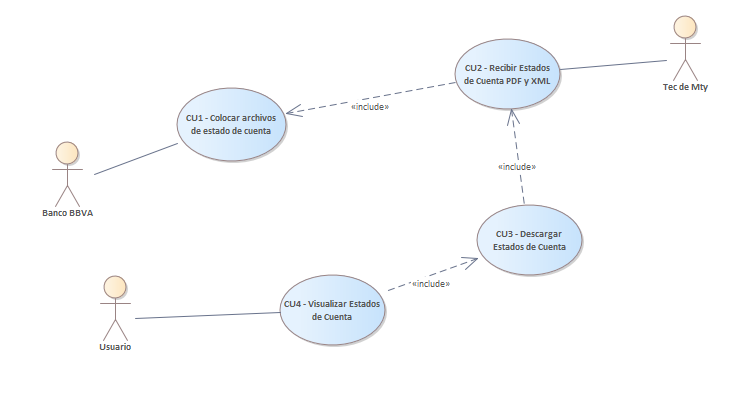 CU2 - Recibir Estados
de Cuenta PDF y XML
Tec de Mty
«include»
CU1 - Colocar archivos
de estado de cuenta
«include»
Banco BBVA
CU3 - Descargar
Estados de Cuenta
«include»
CU4 - Visualizar Estados
de Cuenta
Usuario